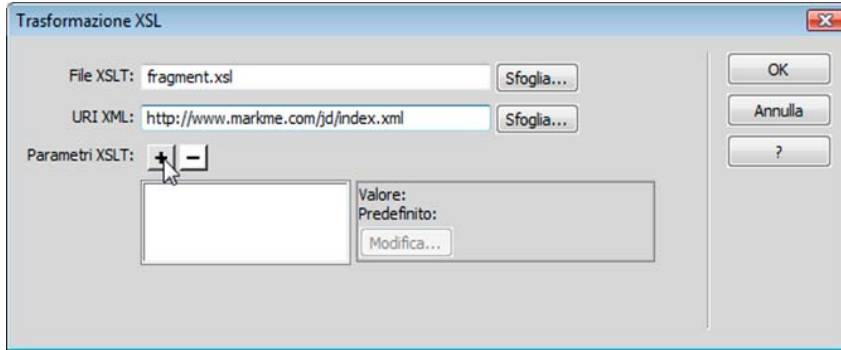 Trasformazione XSL
File XSLT: fragment.xsl Sfoglia... OK
URI XML: http://www.markme.com/jd/index.xml Sfoglia... Annulla
Parametri XSLT: + − ?
Valore:
Predefinito:
Modifica...